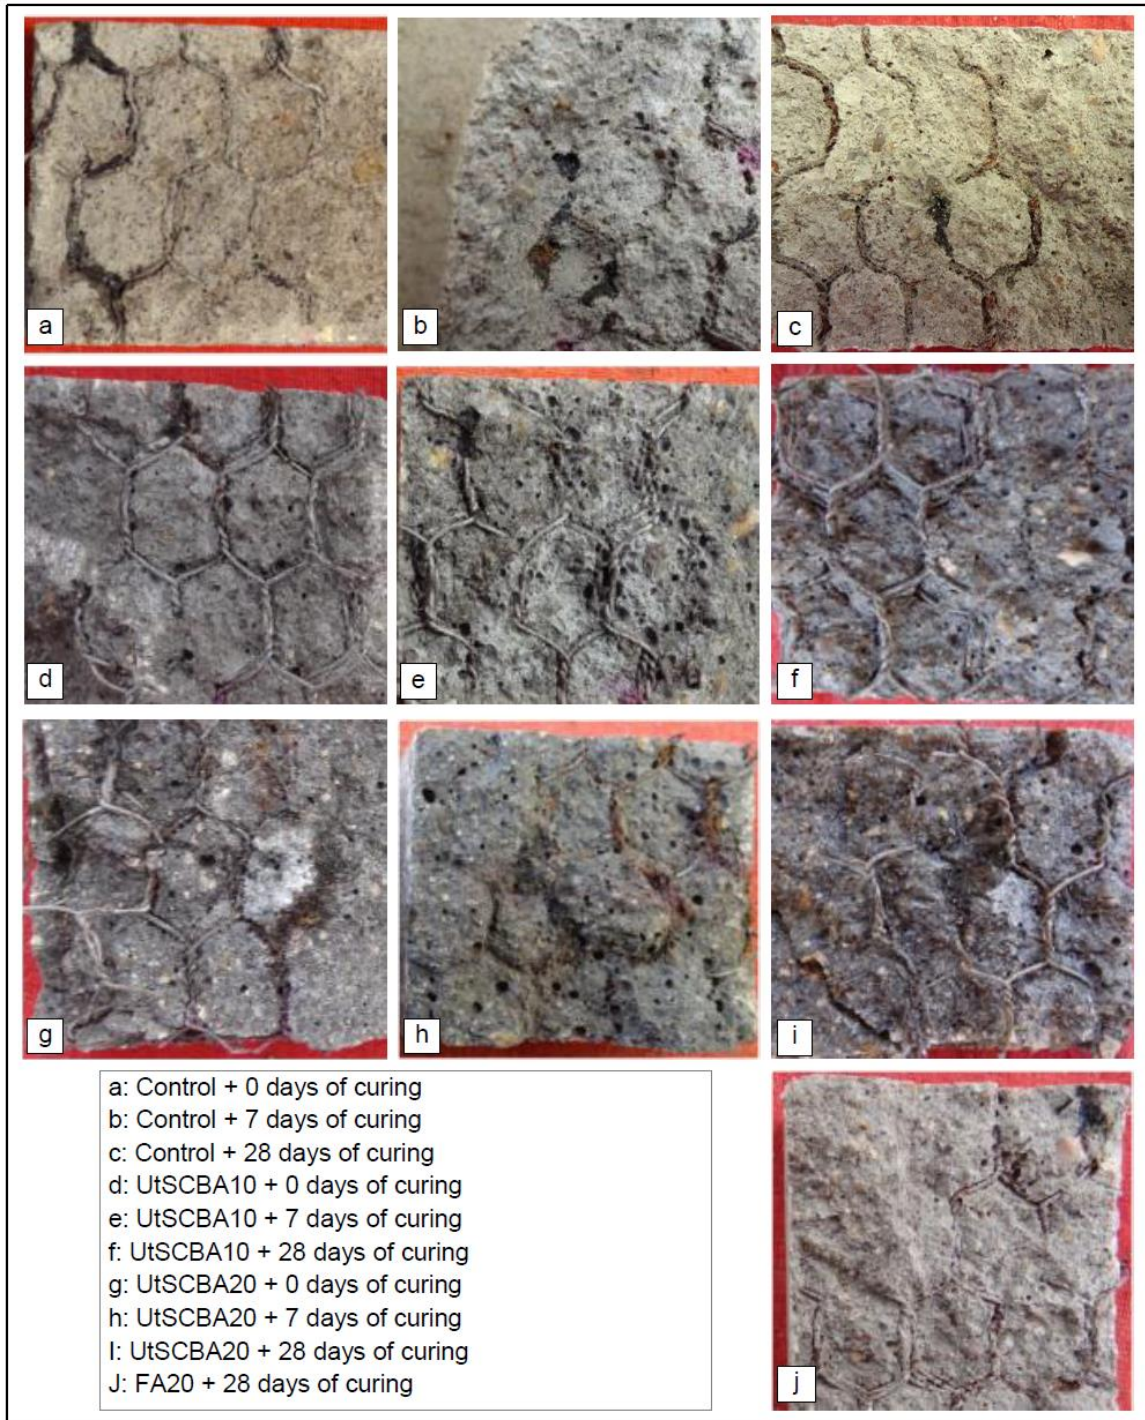 a
b
c
d
e
f
g
h
i
a: Control + 0 days of curing
b: Control + 7 days of curing
c: Control + 28 days of curing
d: UtSCBA10 + 0 days of curing
e: UtSCBA10 + 7 days of curing
f: UtSCBA10 + 28 days of curing
g: UtSCBA20 + 0 days of curing
h: UtSCBA20 + 7 days of curing
I: UtSCBA20 + 28 days of curing
J: FA20 + 28 days of curing
j